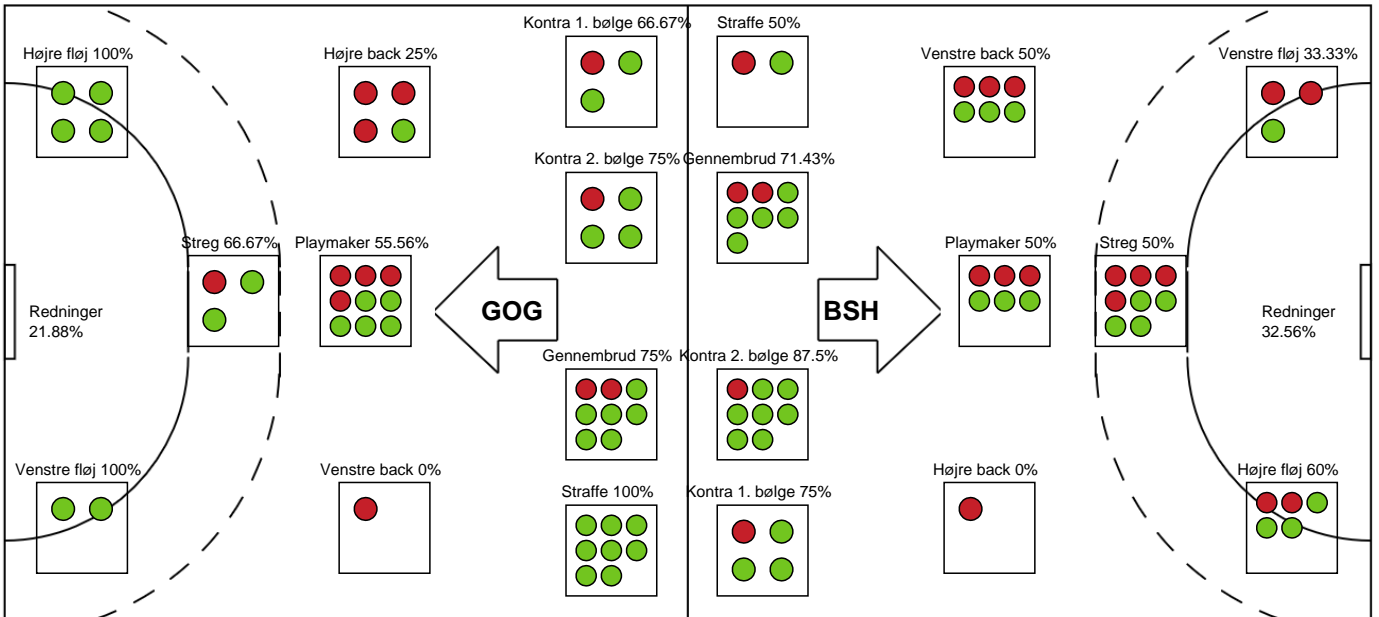 Kontra 1. bølge 66.67%
Straffe 50%
Højre fløj 100%
Højre back 25%
Venstre back 50%
Venstre fløj 33.33%
Kontra 2. bølge 75%
Gennembrud 71.43%
Streg 66.67%
Playmaker 55.56%
Playmaker 50%
Streg 50%
Redninger
21.88%
GOG
BSH
Redninger
32.56%
Gennembrud 75%
Kontra 2. bølge 87.5%
Venstre fløj 100%
Venstre back 0%
Højre back 0%
Højre fløj 60%
Straffe 100%
Kontra 1. bølge 75%